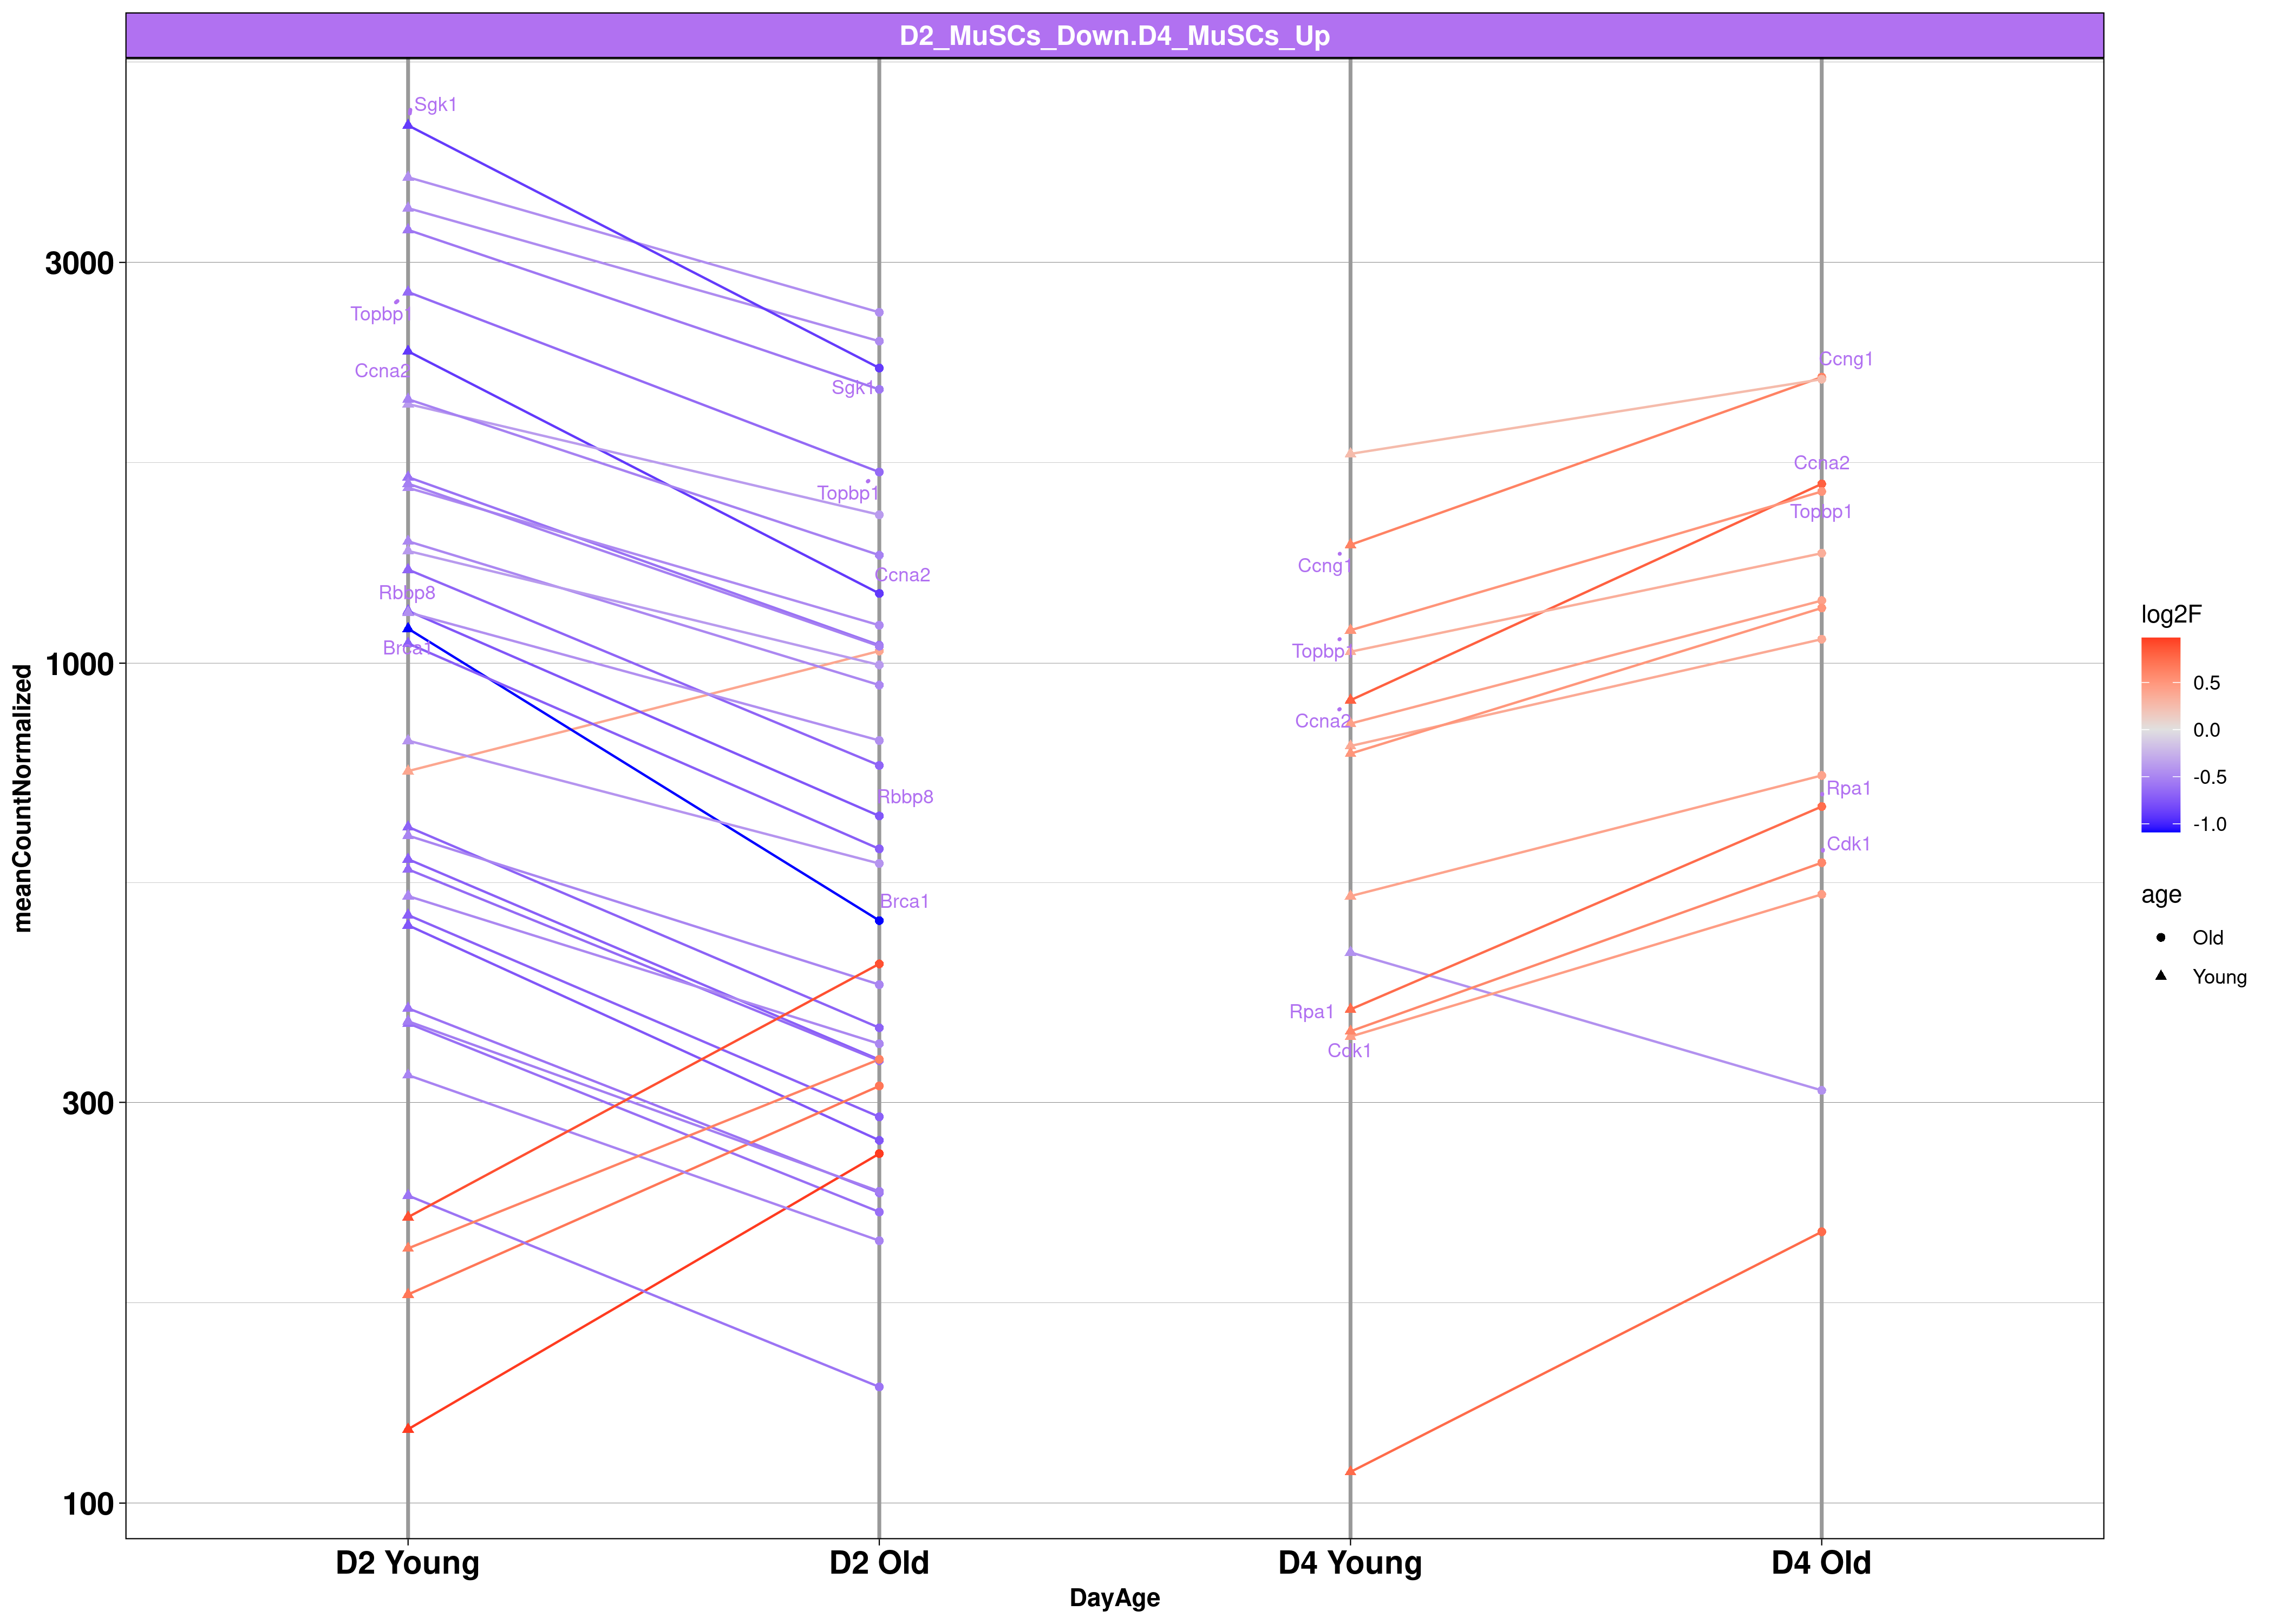 D2_MuSCs_Down.D4_MuSCs_Up
meanCountNormalized
3000
1000
300
100
Sgk1
Topbp1
Ccna2
Rbbp8
Brca1
Sgk1
Topbp1
Ccna2
Rbbp8
Brca1
Ccng1
Topbp1
Ccna2
Rpa1
Cdk1
Ccng1
Ccna2
Topbp1
Rpa1
Cdk1
D2 Young
D2 Old
D4 Young
D4 Old
DayAge
log2F
0.5
0.0
-0.5
-1.0
age
Old
Young